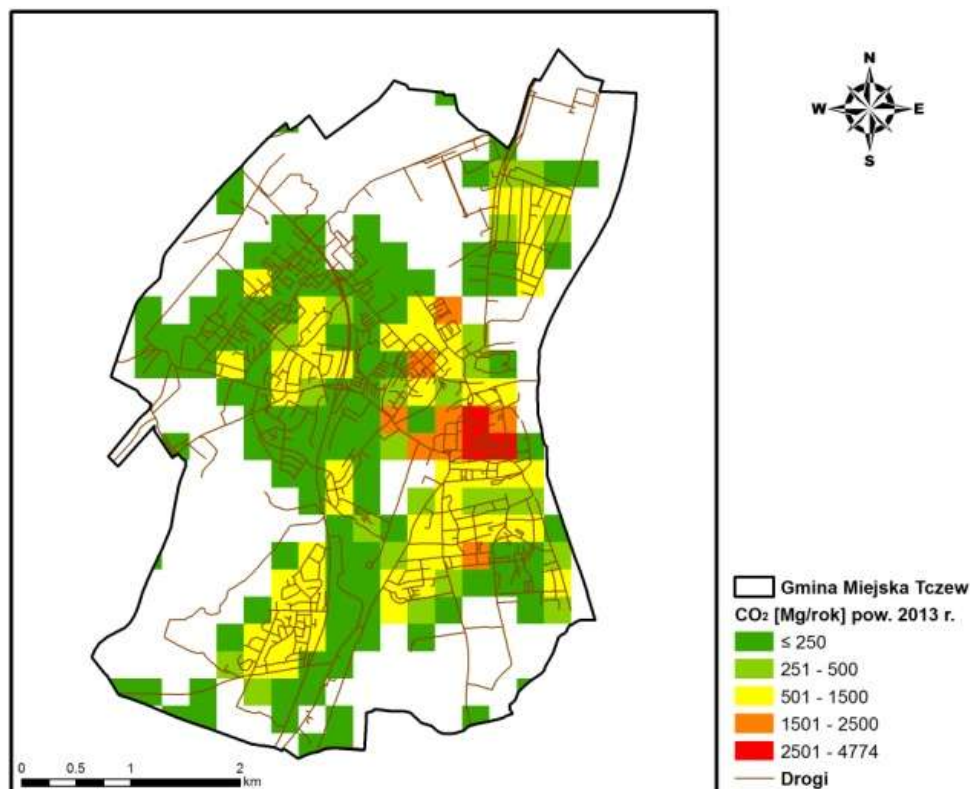 N
W E
S
Gmina Miejska Tczew
CO₂ [Mg/rok] pow. 2013 r.
≤ 250
251 - 500
501 - 1500
1501 - 2500
2501 - 4774
Drogi
0 0.5 1 2
km